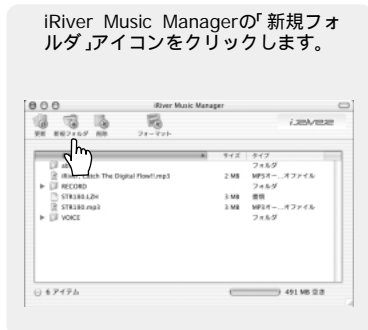 iRiver Music Managerの「新規フォ
ルダ」アイコンをクリックします。
iRiver Music Manager
更新 新規フォルダ 削除 フォーマット
iRiver
サイズ タイプ
フォルダ
iRiver, Catch The Digital Flow!!.mp3 2 MB MP3オー...オファイル
RECORD フォルダ
STR180.LZH 3 MB 書類
STR180.mp3 3 MB MP3オー...オファイル
VOICE フォルダ
6 アイテム 491 MB 空き